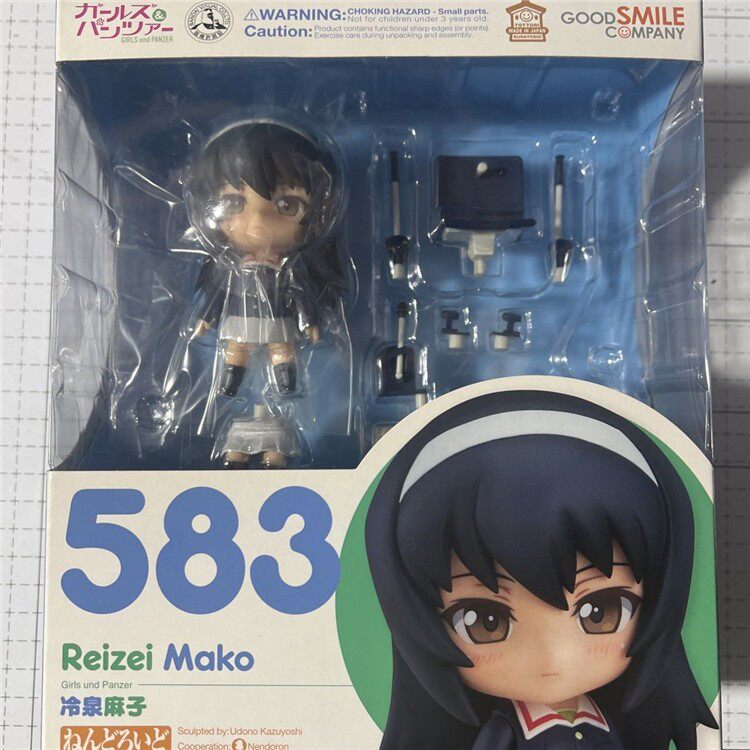 ガールズ&
パンツァー
GIRLS und PANZER
⚠WARNING: CHOKING HAZARD - Small parts.
Not for children under 3 years old.
Caution: Product contains functional sharp edges (or points).
Exercise care during unpacking and assembly.
TOTTORI
MADE IN JAPAN
KURAYOSHI
GOOD SMILE
COMPANY
583
Reizei Mako
Girls und Panzer
冷泉麻子
ねんどろいど
Sculpted by: Udono Kazuyoshi
Cooperation: Nendoron